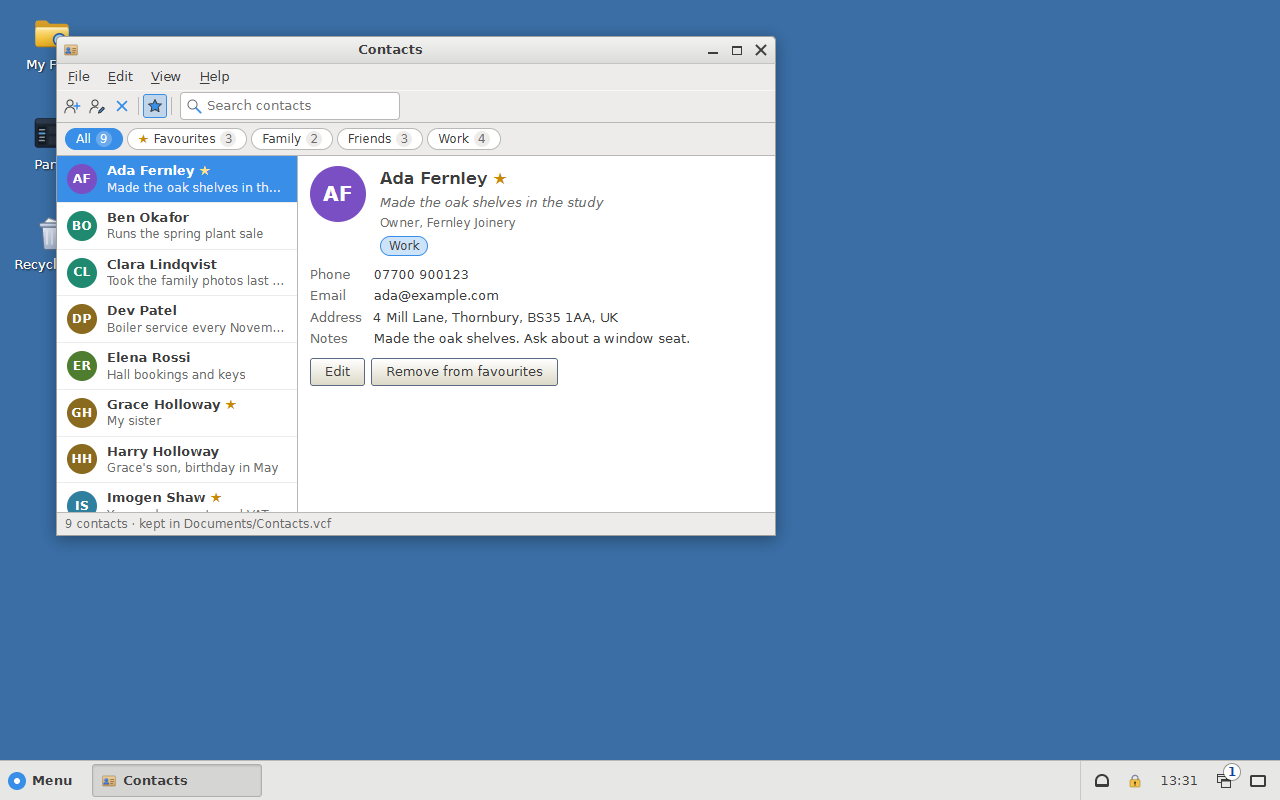 My F
Pan
Recycl
Contacts
File Edit View Help
Search contacts
All 9 ★ Favourites 3 Family 2 Friends 3 Work 4
AF Ada Fernley ★
Made the oak shelves in th...
BO Ben Okafor
Runs the spring plant sale
CL Clara Lindqvist
Took the family photos last ...
DP Dev Patel
Boiler service every Novem...
ER Elena Rossi
Hall bookings and keys
GH Grace Holloway ★
My sister
HH Harry Holloway
Grace's son, birthday in May
IS Imogen Shaw ★
AF Ada Fernley ★
Made the oak shelves in the study
Owner, Fernley Joinery
Work
Phone 07700 900123
Email ada@example.com
Address 4 Mill Lane, Thornbury, BS35 1AA, UK
Notes Made the oak shelves. Ask about a window seat.
Edit Remove from favourites
9 contacts · kept in Documents/Contacts.vcf
Menu Contacts 13:31 1